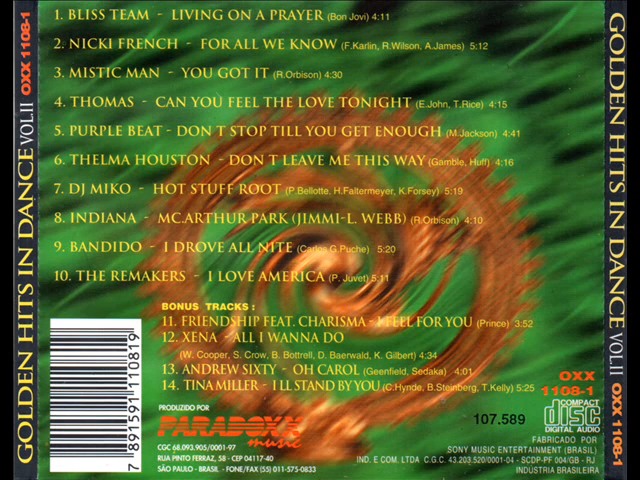 GOLDEN HITS IN DANCE VOL.II OXX 1108-1
1. BLISS TEAM - LIVING ON A PRAYER (Bon Jovi) 4:11
2. NICKI FRENCH - FOR ALL WE KNOW (F.Karlin, R.Wilson, A.James) 5:12
3. MISTIC MAN - YOU GOT IT (R.Orbison) 4:30
4. THOMAS - CAN YOU FEEL THE LOVE TONIGHT (E.John, T.Rice) 4:15
5. PURPLE BEAT - DON T STOP TILL YOU GET ENOUGH (M.Jackson) 4:41
6. THELMA HOUSTON - DON T LEAVE ME THIS WAY (Gamble, Huff) 4:16
7. DJ MIKO - HOT STUFF ROOT (P.Bellotte, H.Faltermeyer, K.Forsey) 5:19
8. INDIANA - MC.ARTHUR PARK (JIMMI-L. WEBB) (R.Orbison) 4:10
9. BANDIDO - I DROVE ALL NITE (Carlos G.Puche) 5:20
10. THE REMAKERS - I LOVE AMERICA (P. Juvet) 5:11
BONUS TRACKS :
11. FRIENDSHIP FEAT. CHARISMA - I FEEL FOR YOU (Prince) 3:52
12. XENA - ALL I WANNA DO
(W. Cooper, S. Crow, B. Bottrell, D. Baerwald, K. Gilbert) 4:34
13. ANDREW SIXTY - OH CAROL (Geenfield, Sedaka) 4:01
14. TINA MILLER - I LL STAND BY YOU (C.Hynde, B.Steinberg, T.Kelly) 5:25
7 891591 110819
PRODUZIDO POR
PARADOXX
music
CGC 68.093.905/0001-97
RUA PINTO FERRAZ, 58 - CEP 04117-40
SÃO PAULO - BRASIL - FONE/FAX (55) 011-575-0833
OXX
1108-1
107.589
COMPACT
disc
DIGITAL AUDIO
FABRICADO POR
SONY MUSIC ENTERTAINMENT (BRASIL)
IND. E COM. LTDA C.G.C. 43.203.520/0001-04 - SCDP-PF 004/GB - RJ
INDÚSTRIA BRASILEIRA
GOLDEN HITS IN DANCE VOL.II OXX 1108-1